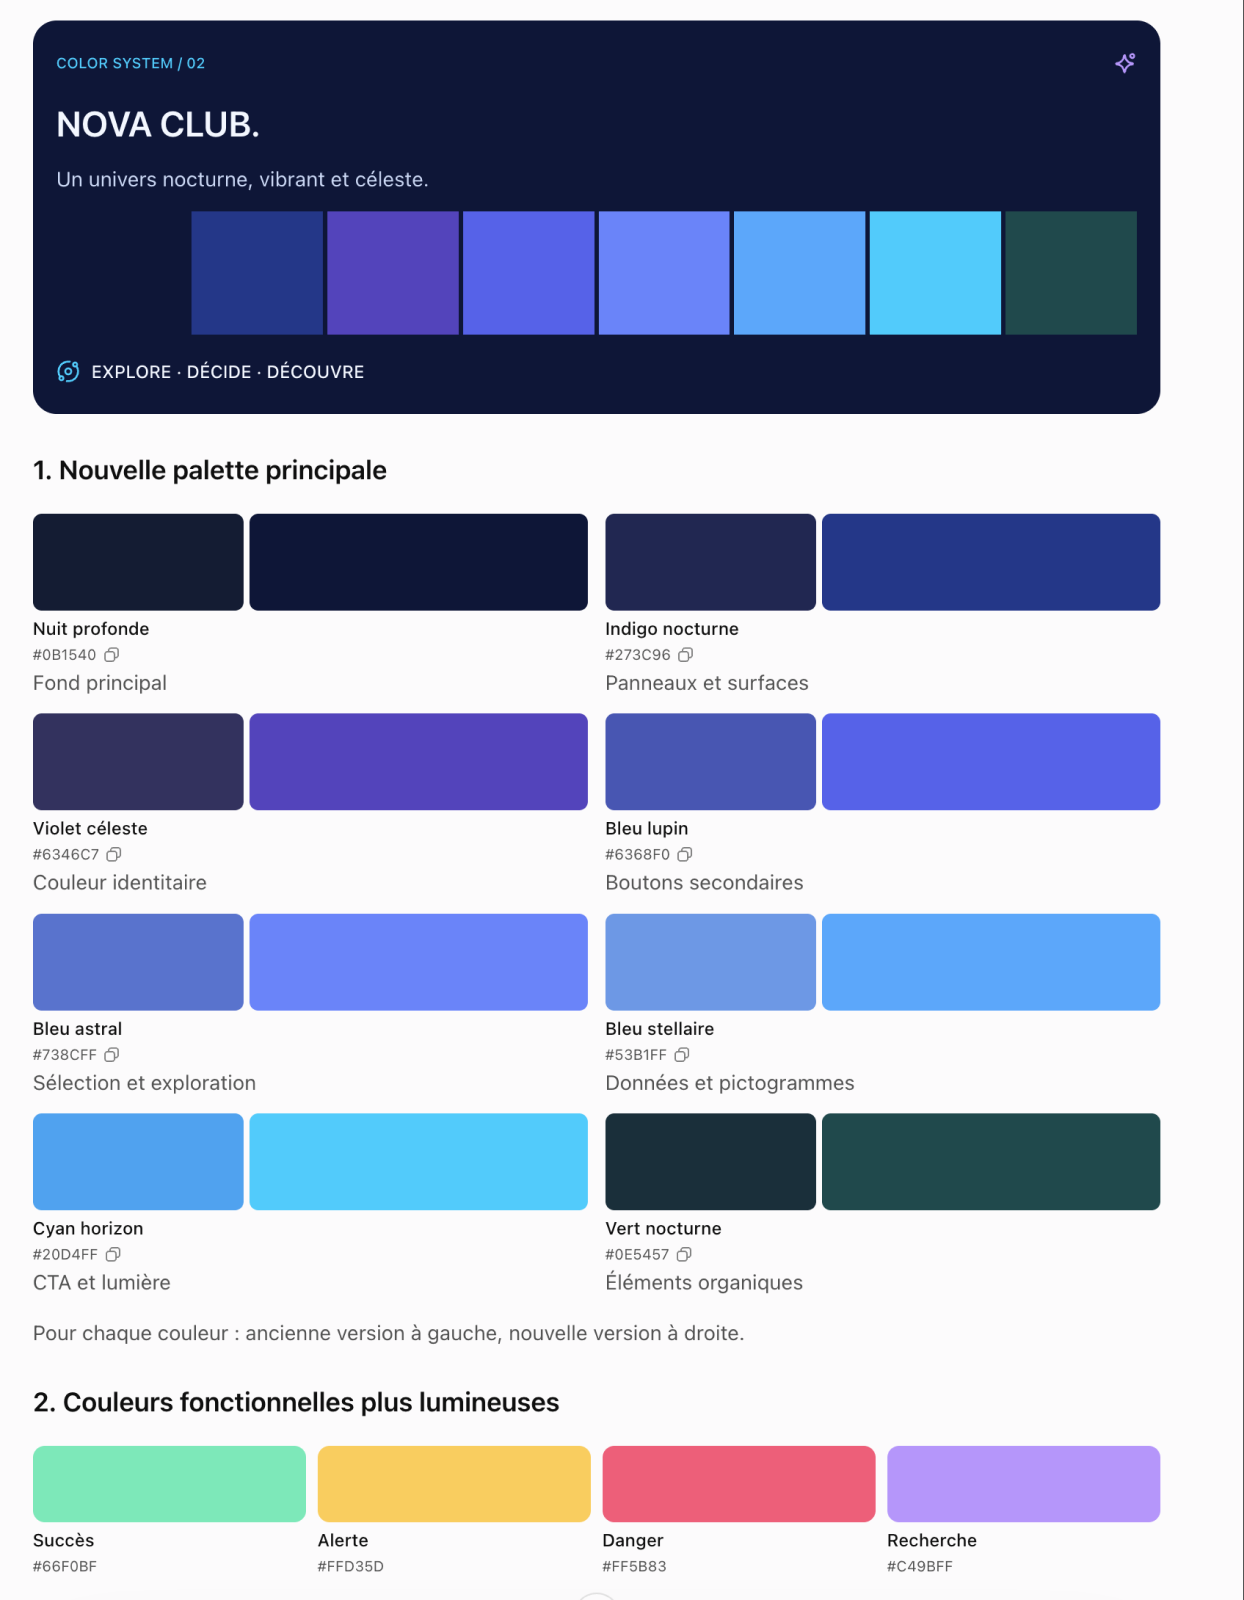 COLOR SYSTEM / 02
NOVA CLUB.
Un univers nocturne, vibrant et céleste.
EXPLORE · DÉCIDE · DÉCOUVRE
1. Nouvelle palette principale
Nuit profonde
#0B1540
Fond principal
Indigo nocturne
#273C96
Panneaux et surfaces
Violet céleste
#6346C7
Couleur identitaire
Bleu lupin
#6368F0
Boutons secondaires
Bleu astral
#738CFF
Sélection et exploration
Bleu stellaire
#53B1FF
Données et pictogrammes
Cyan horizon
#20D4FF
CTA et lumière
Vert nocturne
#0E5457
Éléments organiques
Pour chaque couleur : ancienne version à gauche, nouvelle version à droite.
2. Couleurs fonctionnelles plus lumineuses
Succès
#66F0BF
Alerte
#FFD35D
Danger
#FF5B83
Recherche
#C49BFF